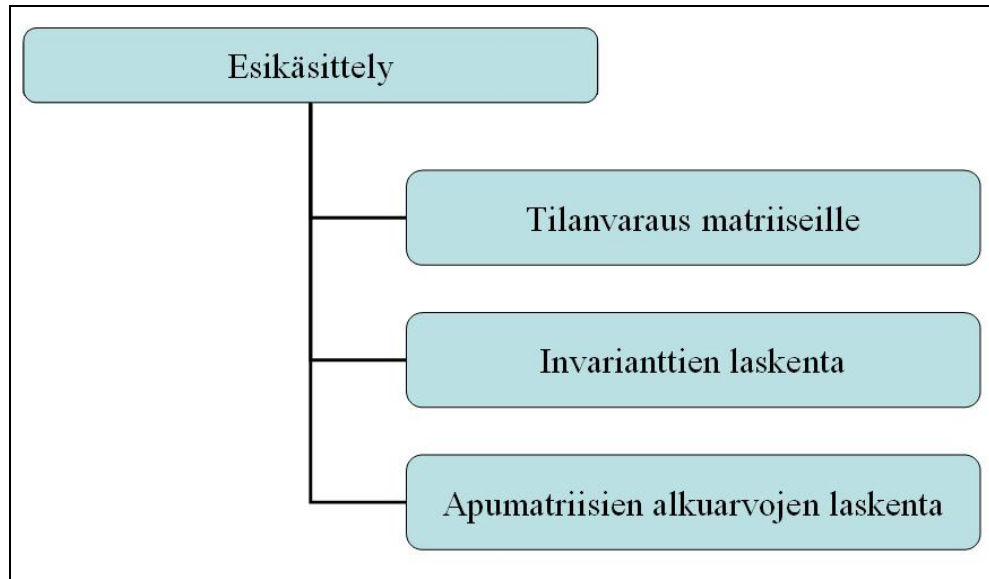 Esikäsittely
Tilanvaraus matriiseille
Invarianttien laskenta
Apumatriisien alkuarvojen laskenta